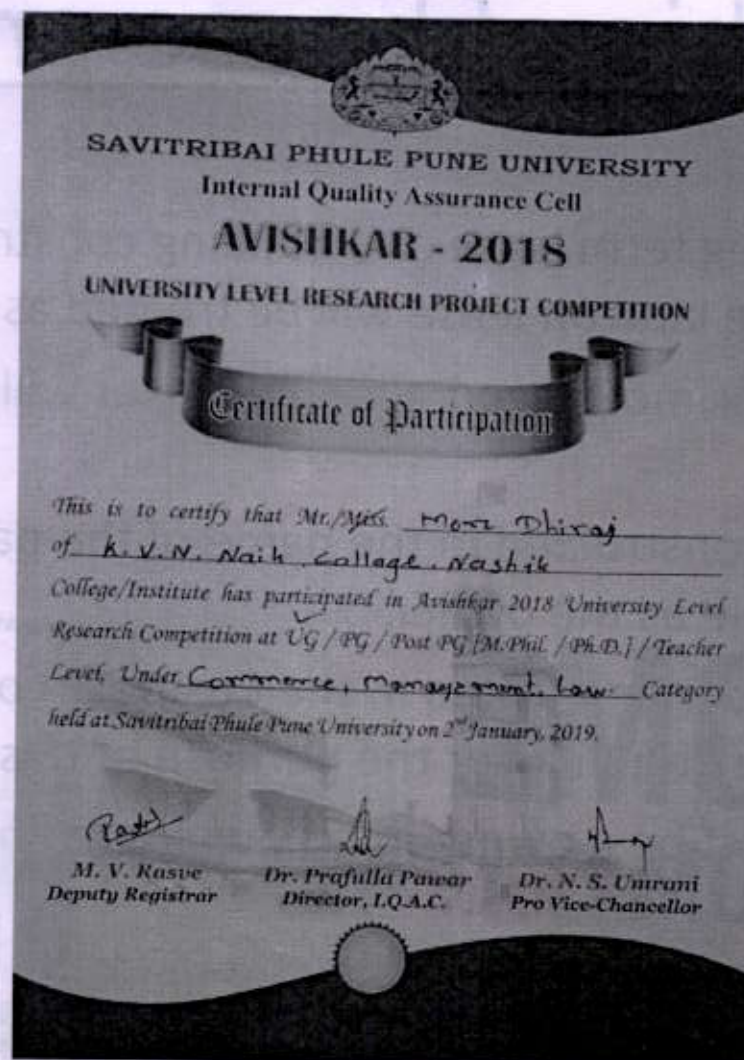 SAVITRIBAI PHULE PUNE UNIVERSITY
Internal Quality Assurance Cell
AVISHKAR - 2018
UNIVERSITY LEVEL RESEARCH PROJECT COMPETITION
Certificate of Participation
This is to certify that Mr./Miss. More Dhiraj
of K.V.N. Naik College, Nashik
College/Institute has participated in Avishkar 2018 University Level
Research Competition at UG / PG / Post PG [M.Phil. / Ph.D.] / Teacher
Level, Under Commerce, Management, Law. Category
held at Savitribai Phule Pune University on 2nd January, 2019.
M. V. Rasve Dr. Prafulla Pawar Dr. N. S. Umrani
Deputy Registrar Director, I.Q.A.C. Pro Vice-Chancellor